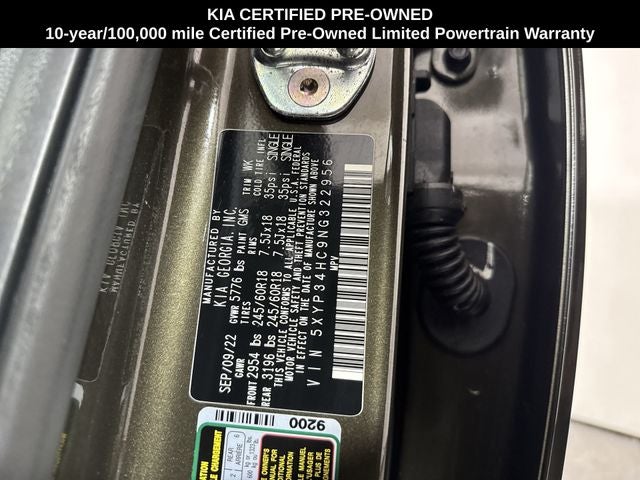 KIA CERTIFIED PRE-OWNED
10-year/100,000 mile Certified Pre-Owned Limited Powertrain Warranty
MANUFACTURED BY
KIA GEORGIA, INC.
SEP/09/22 GVWR 5776 lbs PAINT GMS TRIM WK
GAWR TIRES RIMS COLD TIRE INFL
FRONT 2954 lbs 245/60R18 7.5Jx18 35psi SINGLE
REAR 3196 lbs 245/60R18 7.5Jx18 35psi SINGLE
THIS VEHICLE CONFORMS TO ALL APPLICABLE U.S.A. FEDERAL
MOTOR VEHICLE SAFETY AND THEFT PREVENTION STANDARDS
IN EFFECT ON THE DATE OF MANUFACTURE SHOWN ABOVE
VIN 5XYP34HC9NG322956
MPV
9200
REAR 2
ARRIÈRE 6